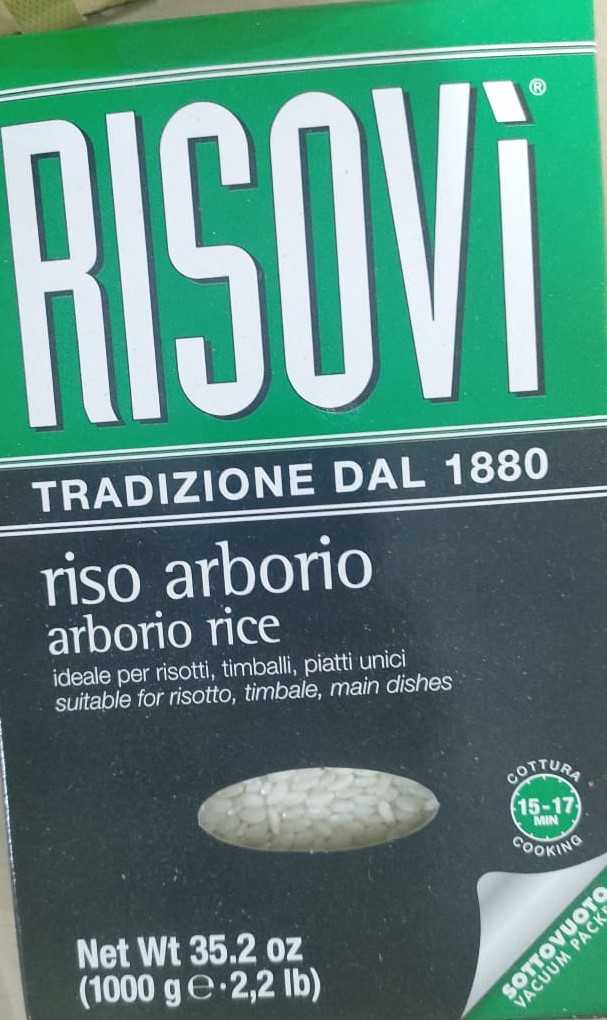 RISOVÌ®
TRADIZIONE DAL 1880
riso arborio
arborio rice
ideale per risotti, timballi, piatti unici
suitable for risotto, timbale, main dishes
COTTURA
15-17
MIN
COOKING
Net Wt 35.2 oz
(1000 g ℮·2,2 lb)
SOTTOVUOTO
VACUUM PACK